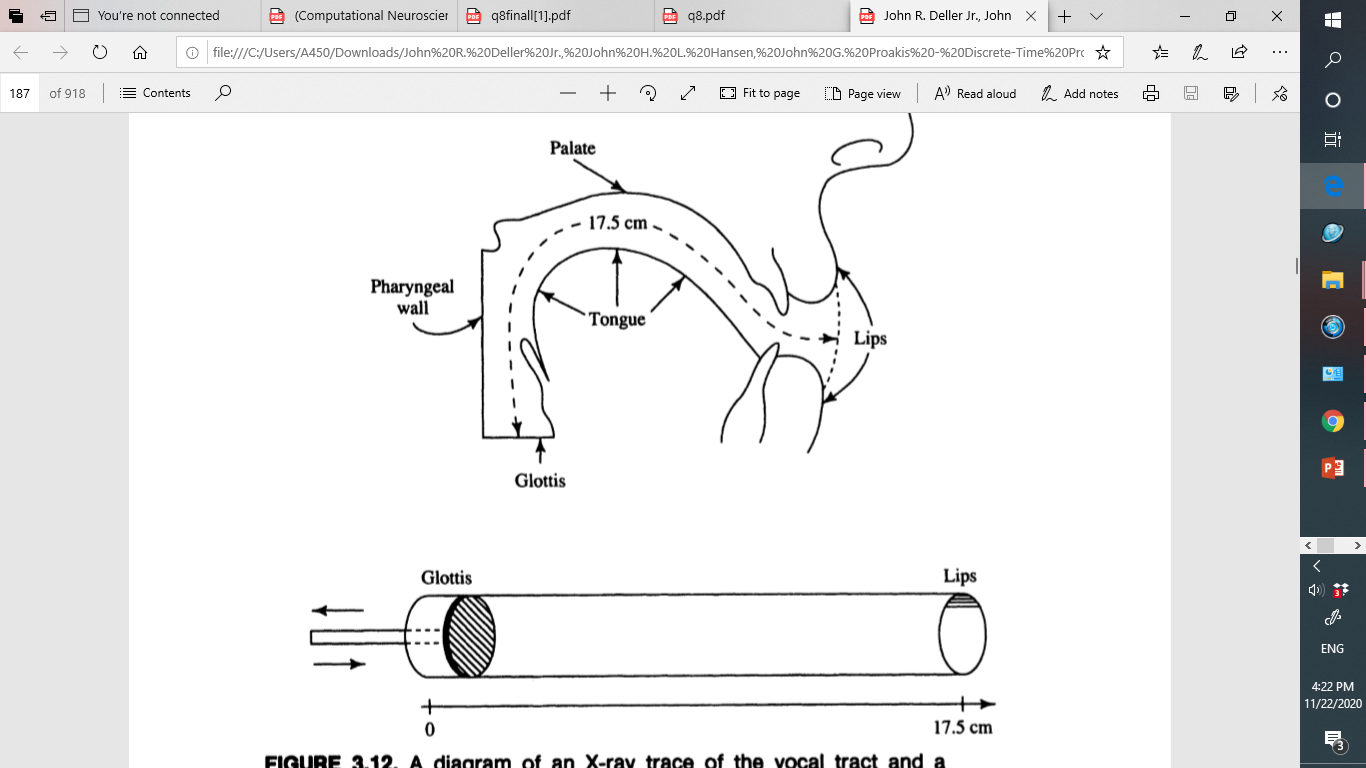 You're not connected
(Computational Neuroscier
q8finall[1].pdf
q8.pdf
John R. Deller Jr., John
file:///C:/Users/A450/Downloads/John%20R.%20Deller%20Jr.,%20John%20H.%20L.%20Hansen,%20John%20G.%20Proakis%20-%20Discrete-Time%20Pro
187 of 918
Contents
Fit to page
Page view
Read aloud
Add notes
Palate
17.5 cm
Pharyngeal
wall
Tongue
Lips
Glottis
Glottis
Lips
0
17.5 cm
FIGURE 3.12. A diagram of an X-ray trace of the vocal tract and a
3
ENG
4:22 PM
11/22/2020
3